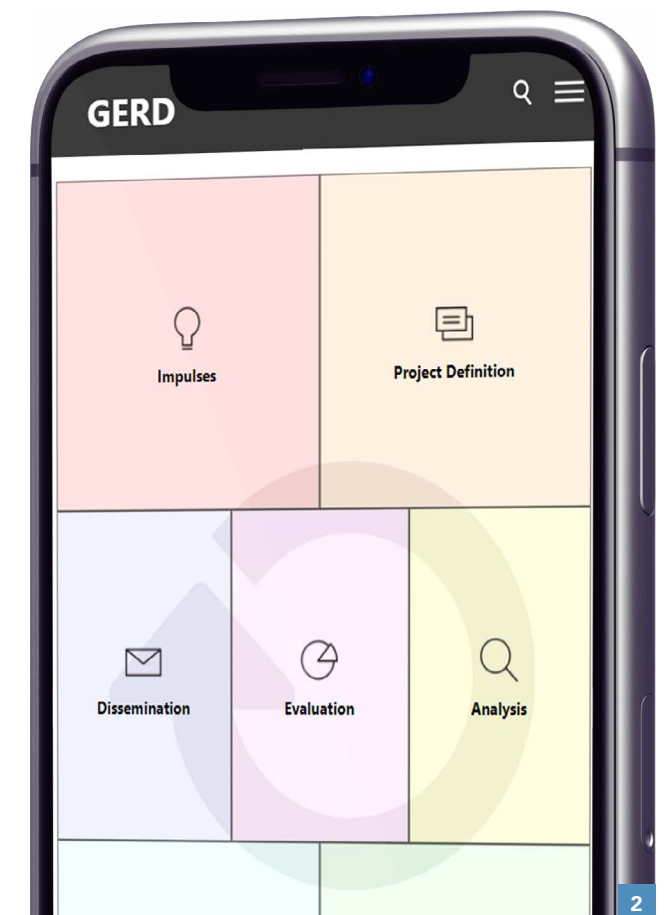 GERD
Impulses
Project Definition
Dissemination
Evaluation
Analysis
2